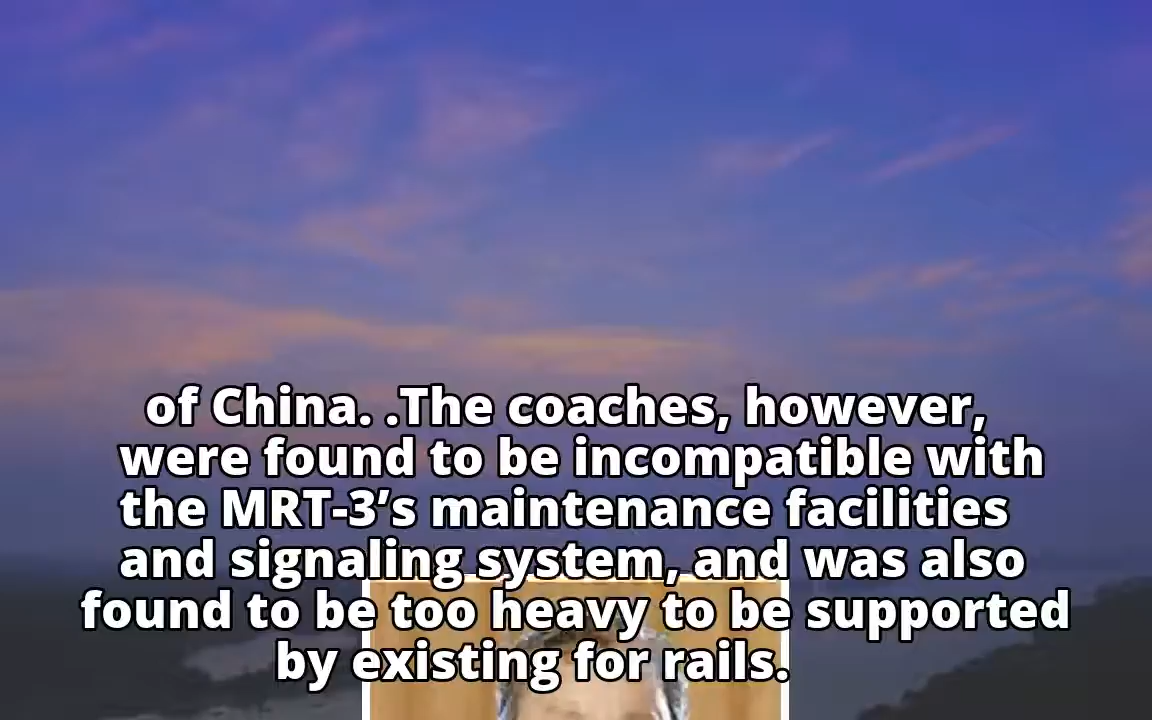 of China. .The coaches, however,
were found to be incompatible with
the MRT-3’s maintenance facilities
and signaling system, and was also
found to be too heavy to be supported
by existing for rails.